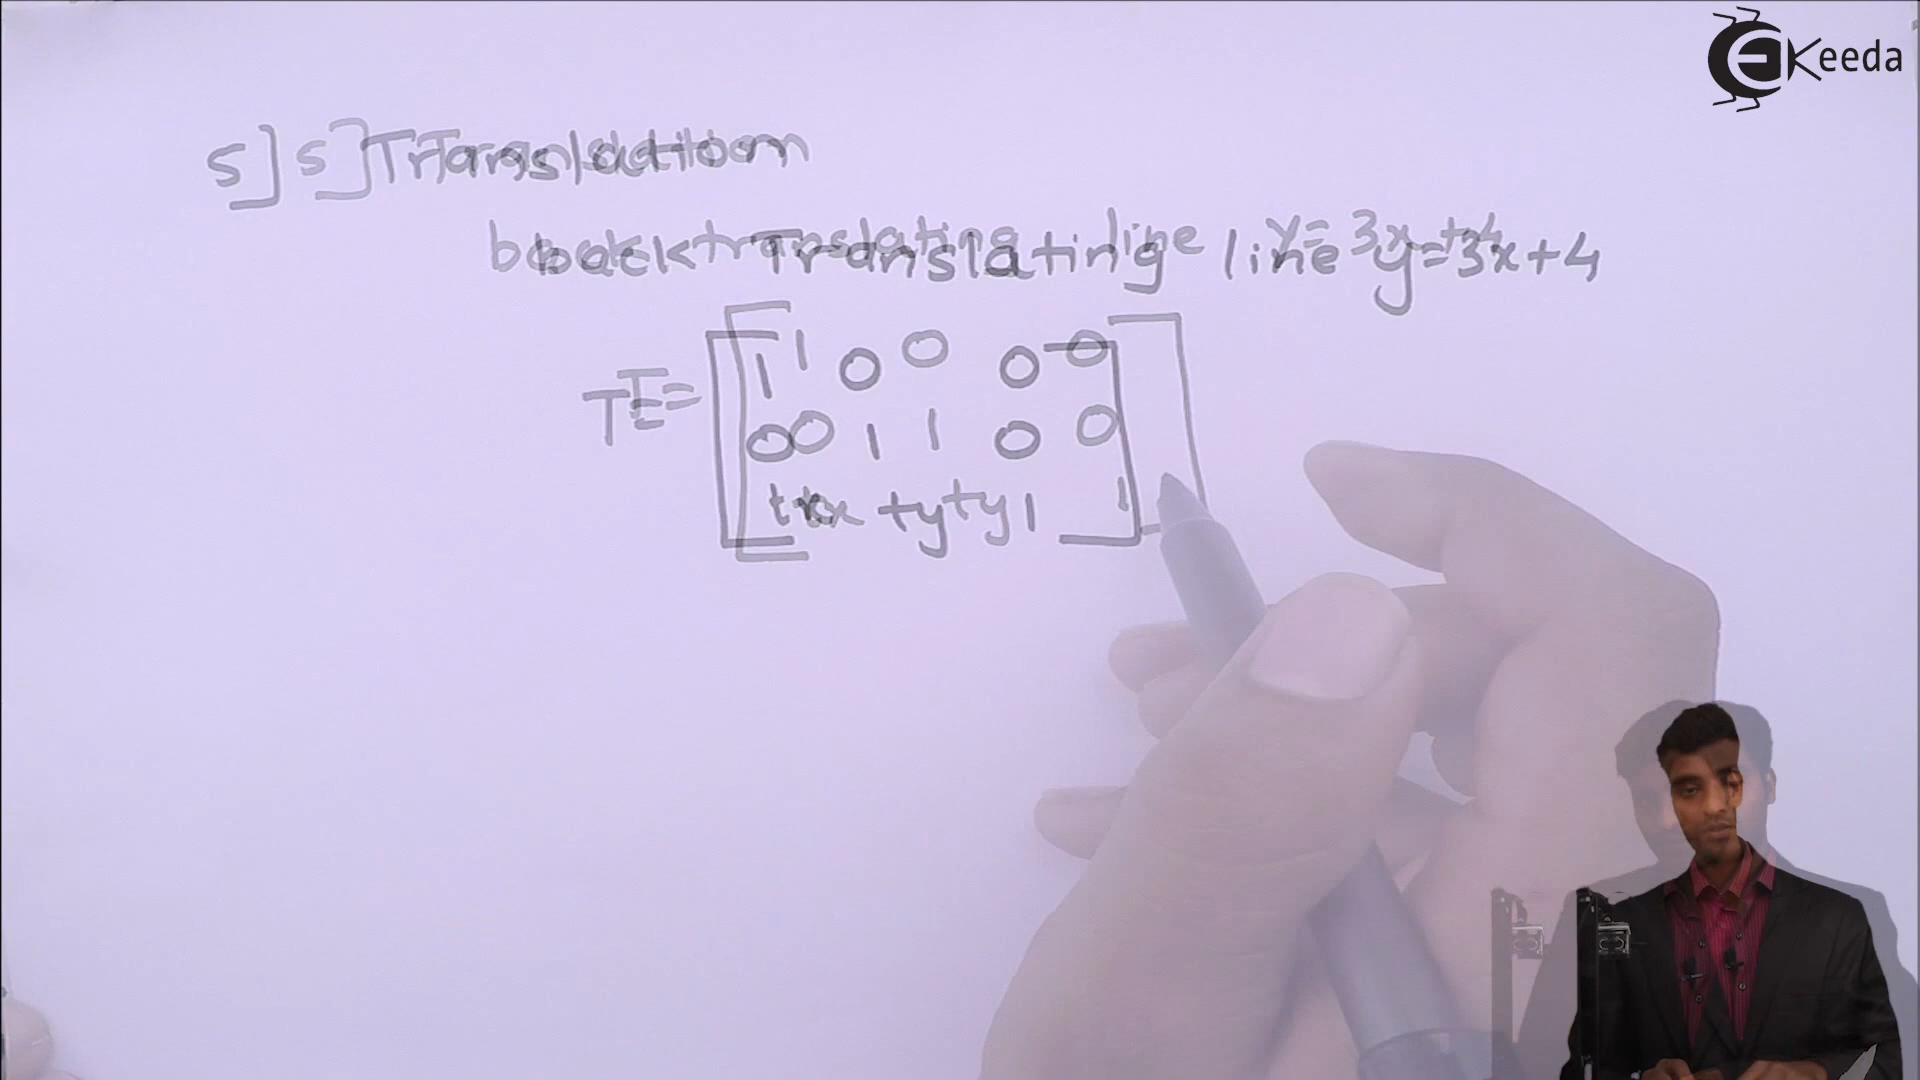 Keeda
5] Translation
back translating line y=3x+4
T = [ 1 0 0
0 1 0
tx ty 1 ]